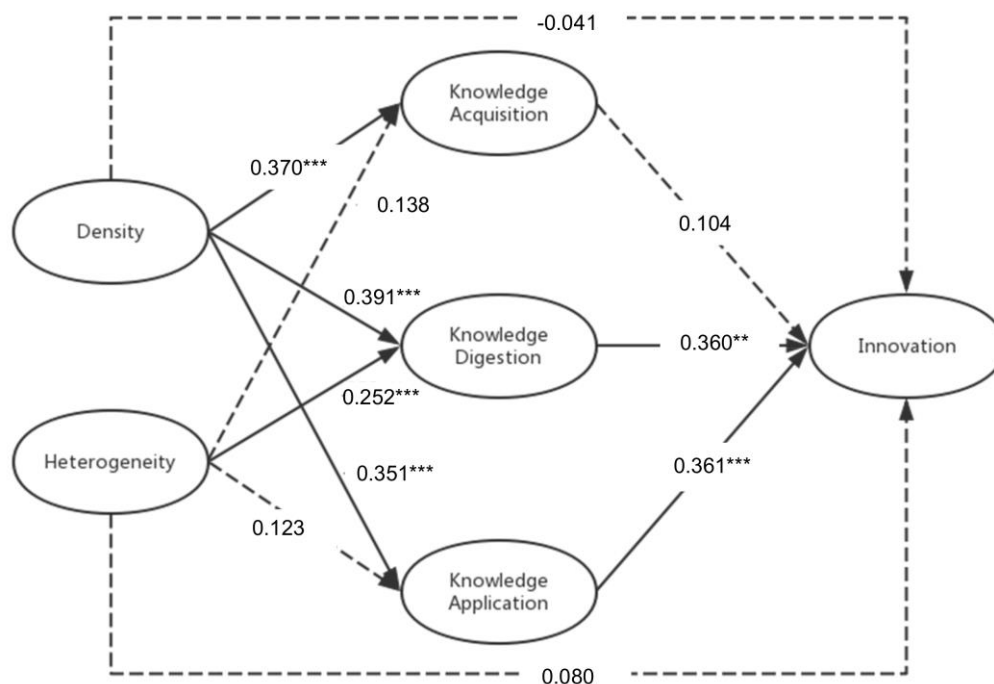 -0.041
Knowledge
Acquisition
0.370***
0.138
0.104
Density
0.391***
Knowledge
Digestion
0.360**
Innovation
0.252***
Heterogeneity
0.351***
0.361***
0.123
Knowledge
Application
0.080